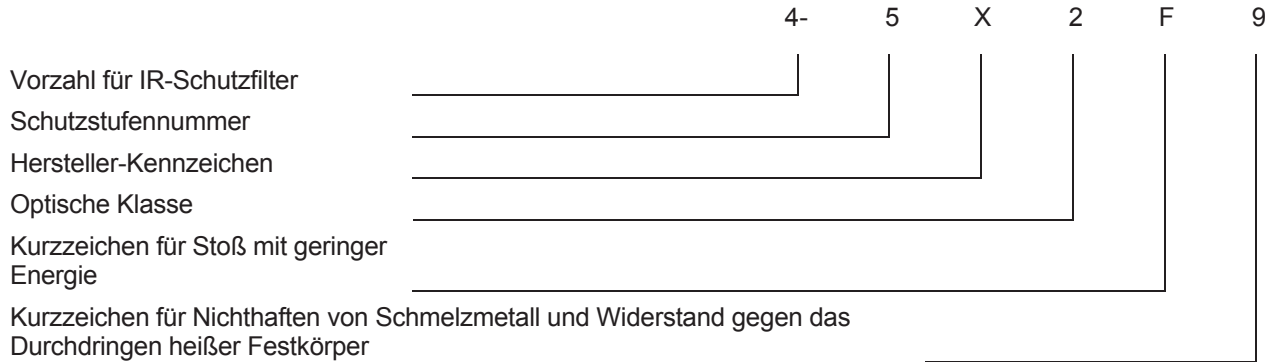 4- 5 X 2 F 9
Vorzahl für IR-Schutzfilter
Schutzstufennummer
Hersteller-Kennzeichen
Optische Klasse
Kurzzeichen für Stoß mit geringer
Energie
Kurzzeichen für Nichthaften von Schmelzmetall und Widerstand gegen das
Durchdringen heißer Festkörper